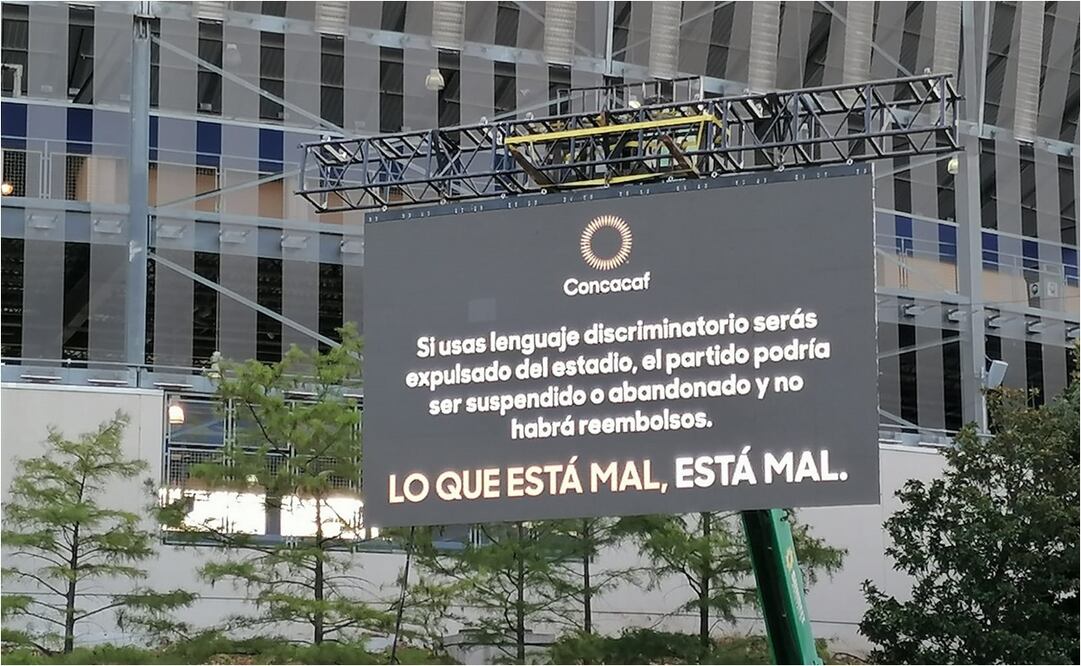 Concacaf
Si usas lenguaje discriminatorio serás
expulsado del estadio, el partido podría
ser suspendido o abandonado y no
habrá reembolsos.
LO QUE ESTÁ MAL, ESTÁ MAL.